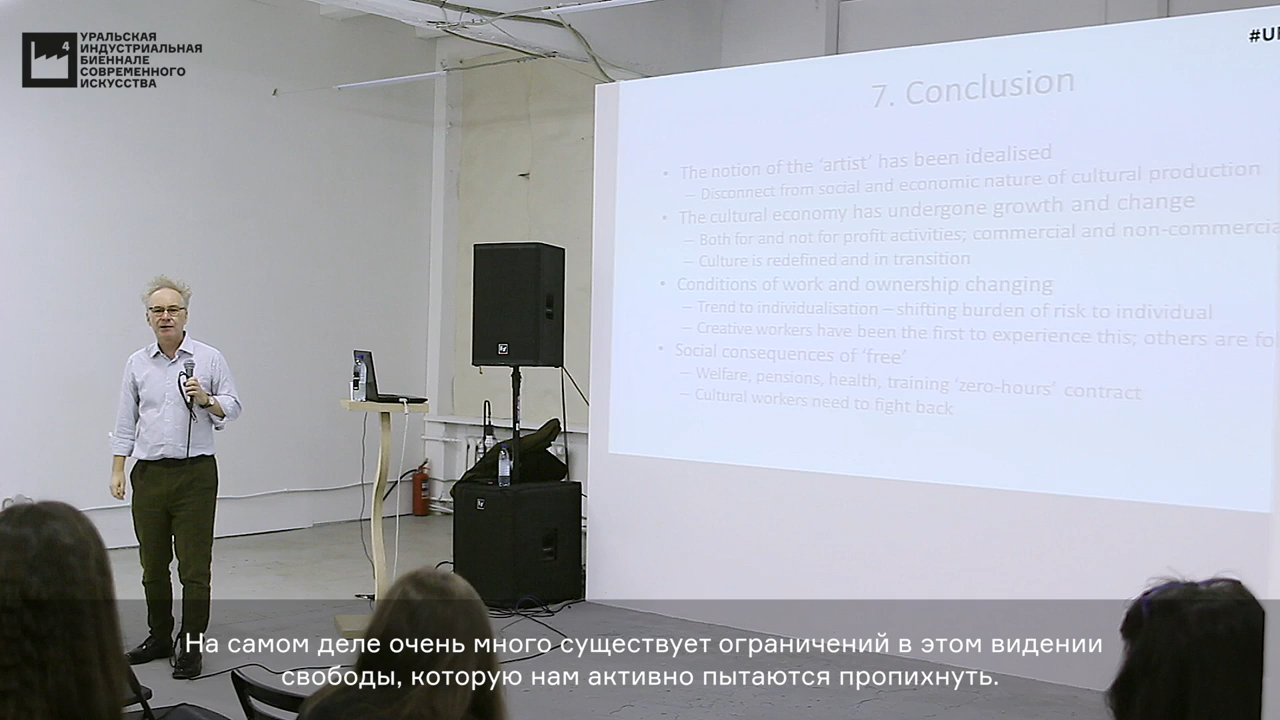 4
УРАЛЬСКАЯ
ИНДУСТРИАЛЬНАЯ
БИЕННАЛЕ
СОВРЕМЕННОГО
ИСКУССТВА
7. Conclusion
• The notion of the ‘artist’ has been idealised
– Disconnect from social and economic nature of cultural production
• The cultural economy has undergone growth and change
– Both for and not for profit activities; commercial and
– Culture is redefined and in transition
• Conditions of work and ownership changing
– Trend to individualisation – shifting burden of risk to individual
– Creative workers have been the first to experience this; others are
• Social consequences of ‘free’
– Welfare, pensions, health, training ‘zero-hours’ contract
– Cultural workers need to fight back
На самом деле очень много существует ограничений в этом видении
свободы, которую нам активно пытаются пропихнуть.